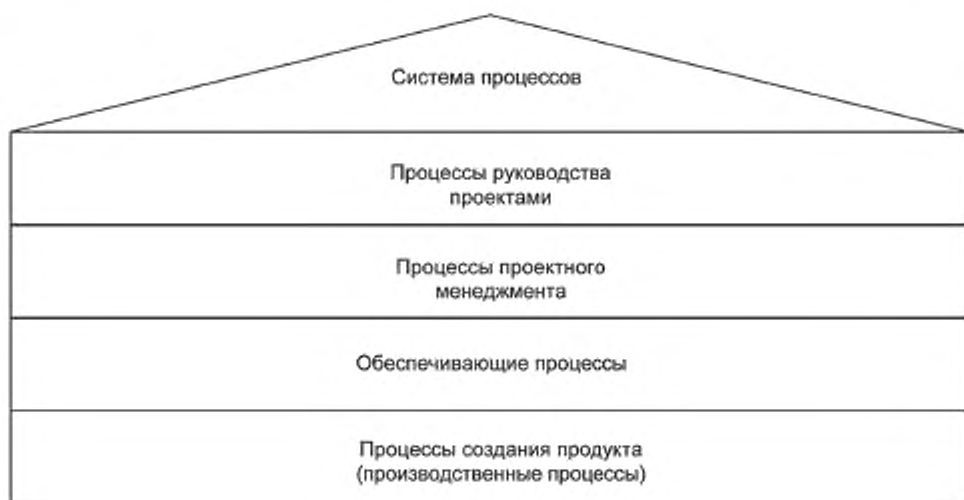 Система процессов
Процессы руководства
проектами
Процессы проектного
менеджмента
Обеспечивающие процессы
Процессы создания продукта
(производственные процессы)